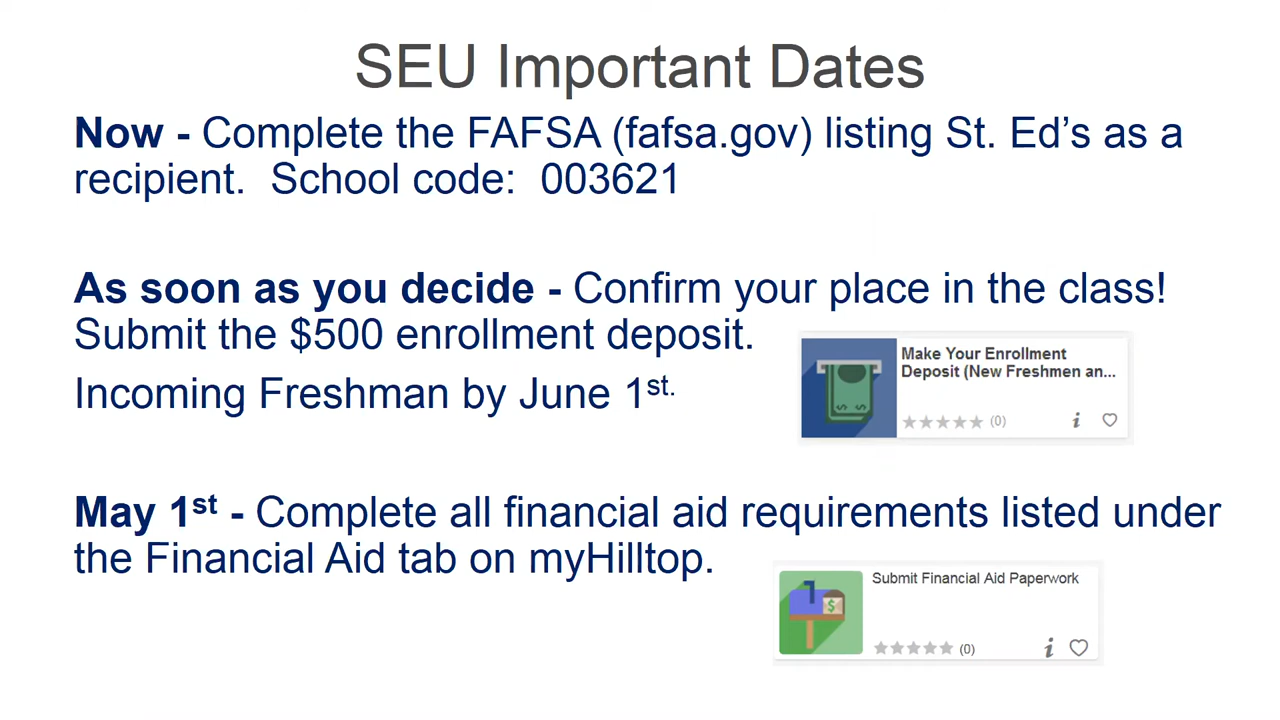 SEU Important Dates
Now - Complete the FAFSA (fafsa.gov) listing St. Ed’s as a
recipient.  School code:  003621
As soon as you decide - Confirm your place in the class!
Submit the $500 enrollment deposit.
Incoming Freshman by June 1st.
Make Your Enrollment
Deposit (New Freshmen an...
(0)
May 1st - Complete all financial aid requirements listed under
the Financial Aid tab on myHilltop.
Submit Financial Aid Paperwork
(0)